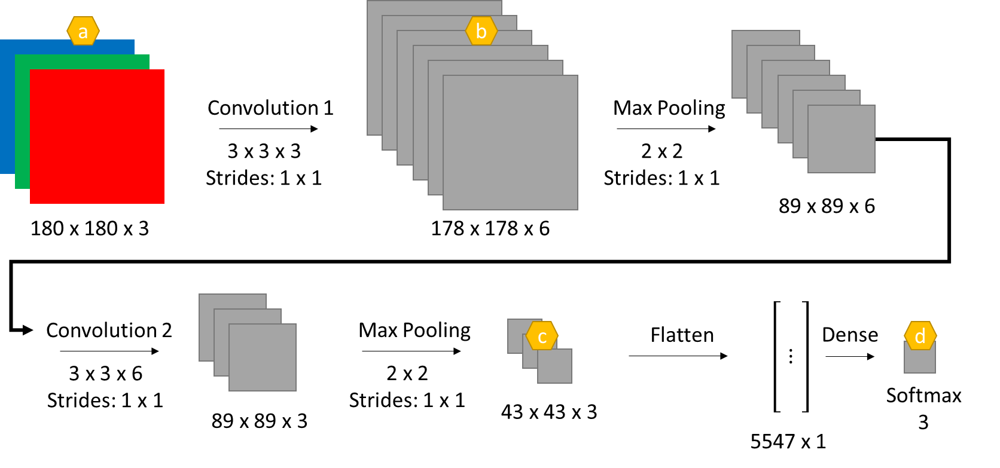 a
b
Convolution 1
3 x 3 x 3
Strides: 1 x 1
Max Pooling
2 x 2
Strides: 1 x 1
180 x 180 x 3
178 x 178 x 6
89 x 89 x 6
Convolution 2
3 x 3 x 6
Strides: 1 x 1
89 x 89 x 3
Max Pooling
2 x 2
Strides: 1 x 1
c
43 x 43 x 3
Flatten
⋮
5547 x 1
Dense
d
Softmax
3